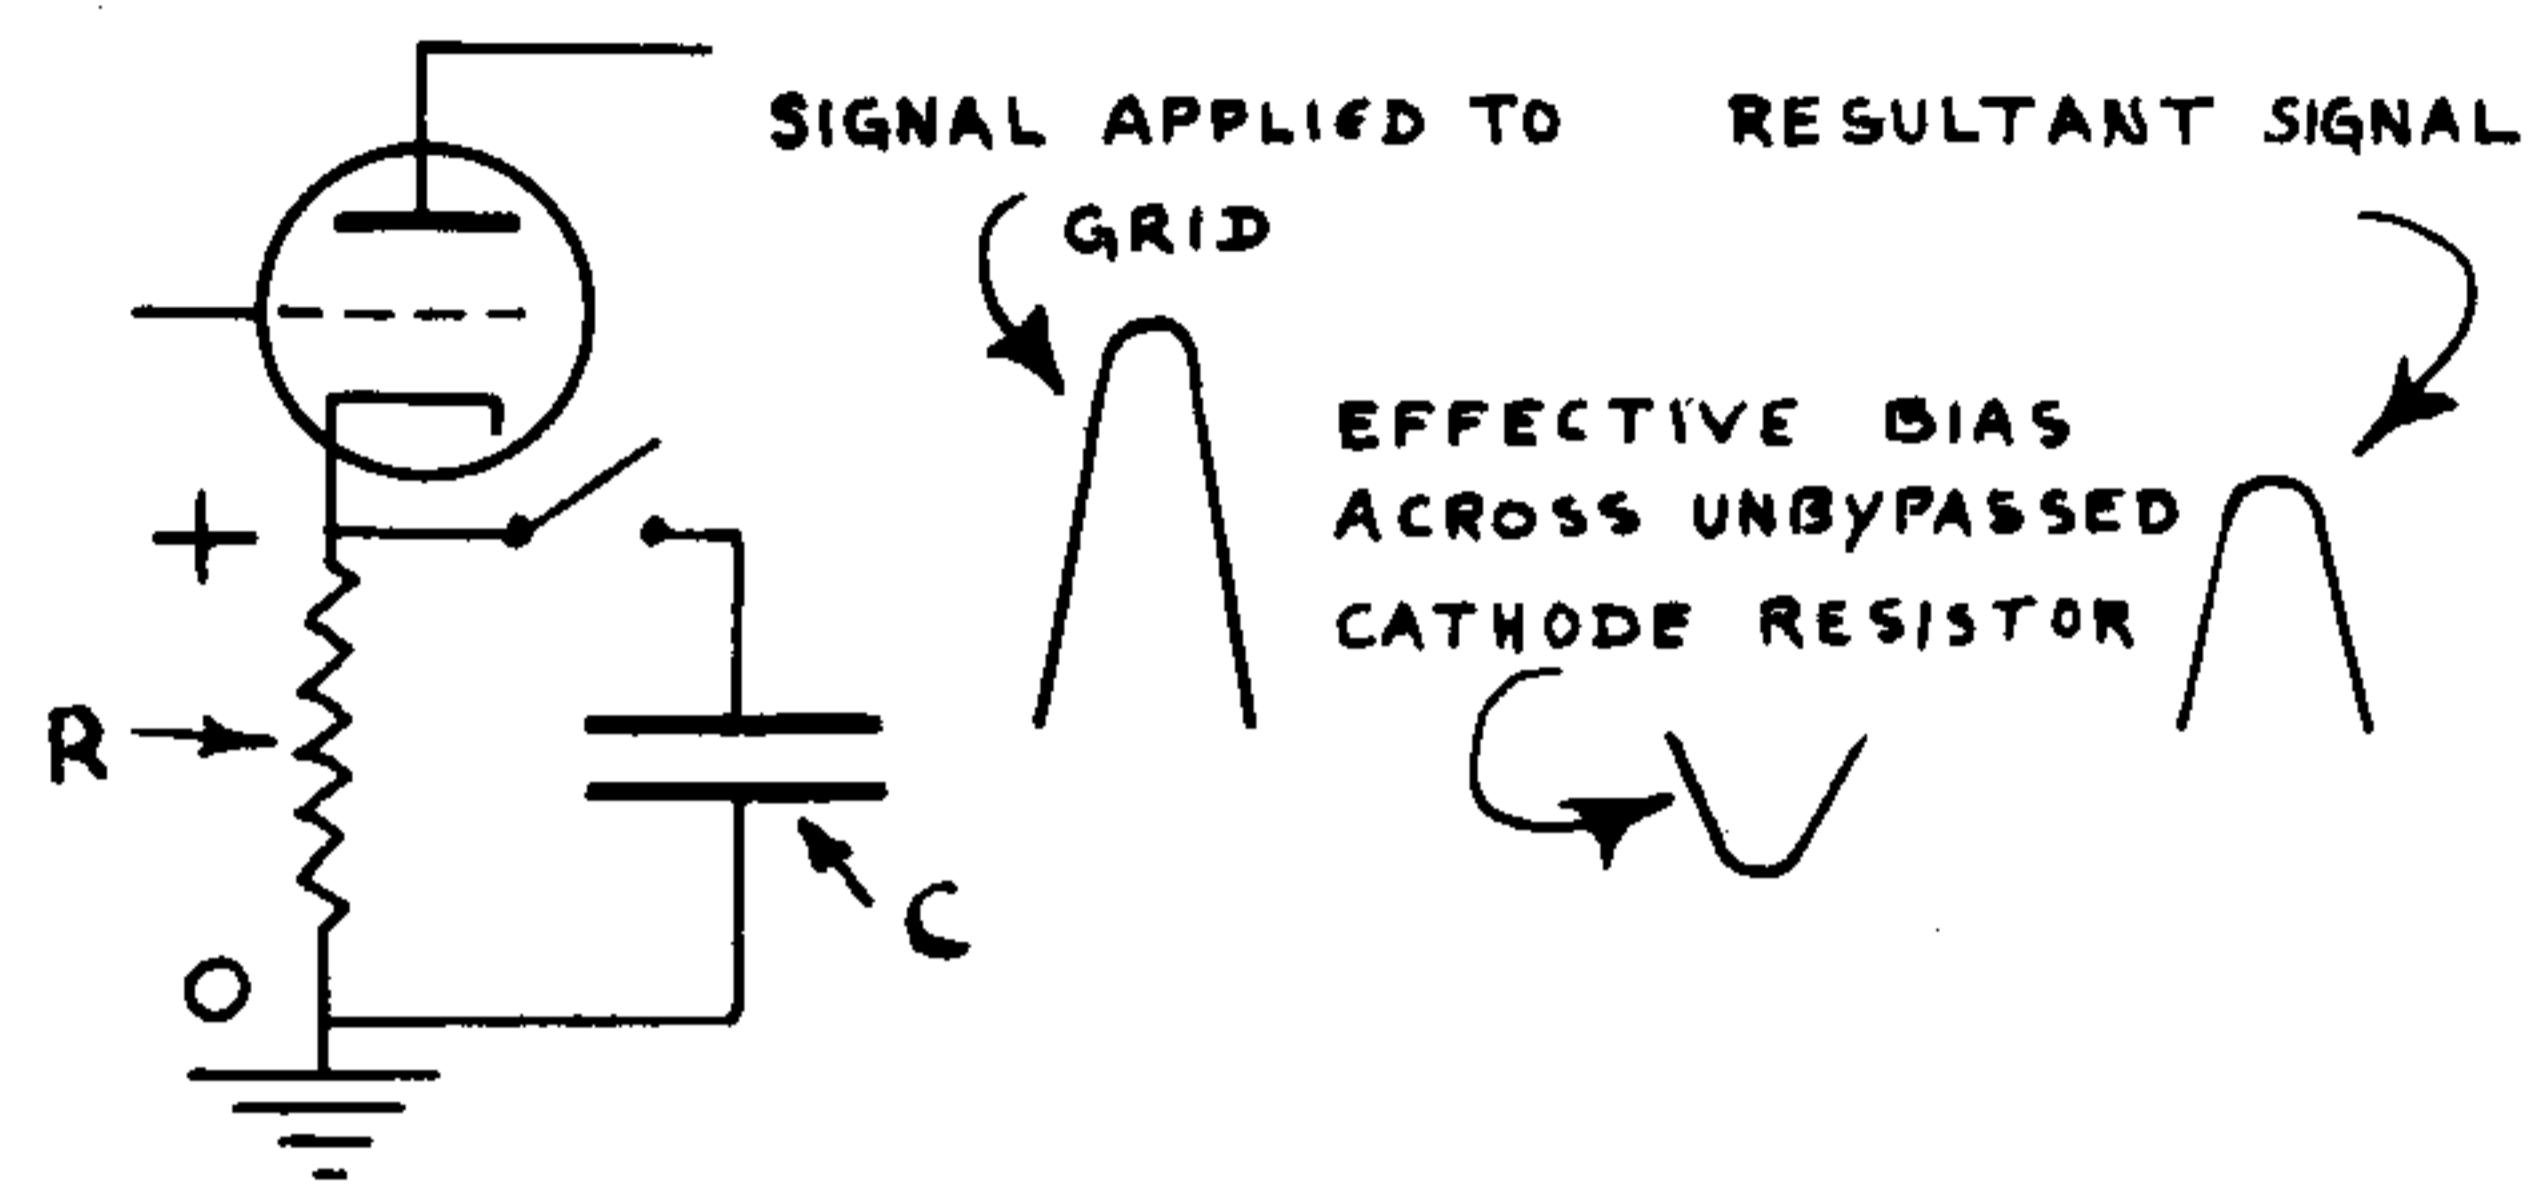 SIGNAL APPLIED TO
GRID
RESULTANT SIGNAL
EFFECTIVE BIAS
ACROSS UNBYPASSED
CATHODE RESISTOR
+
R
C
O